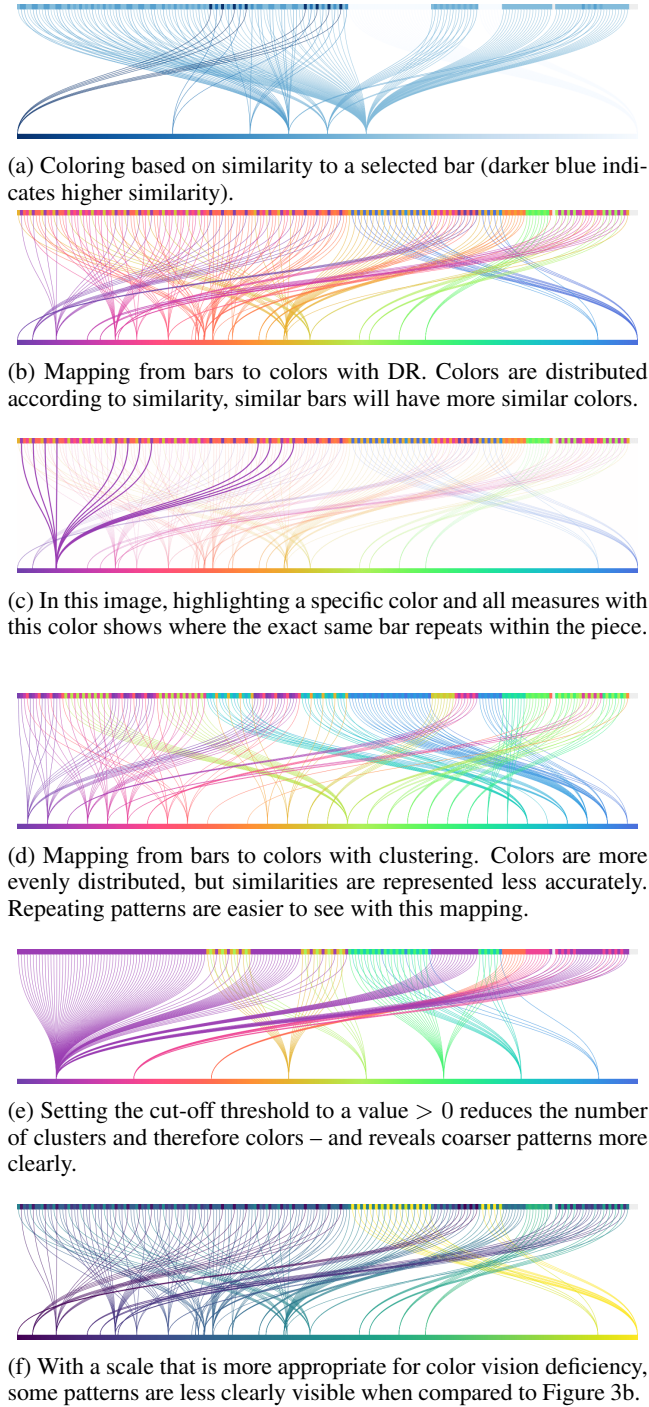 (a) Coloring based on similarity to a selected bar (darker blue indi-
cates higher similarity).
(b) Mapping from bars to colors with DR. Colors are distributed
according to similarity, similar bars will have more similar colors.
(c) In this image, highlighting a specific color and all measures with
this color shows where the exact same bar repeats within the piece.
(d) Mapping from bars to colors with clustering. Colors are more
evenly distributed, but similarities are represented less accurately.
Repeating patterns are easier to see with this mapping.
(e) Setting the cut-off threshold to a value > 0 reduces the number
of clusters and therefore colors – and reveals coarser patterns more
clearly.
(f) With a scale that is more appropriate for color vision deficiency,
some patterns are less clearly visible when compared to Figure 3b.